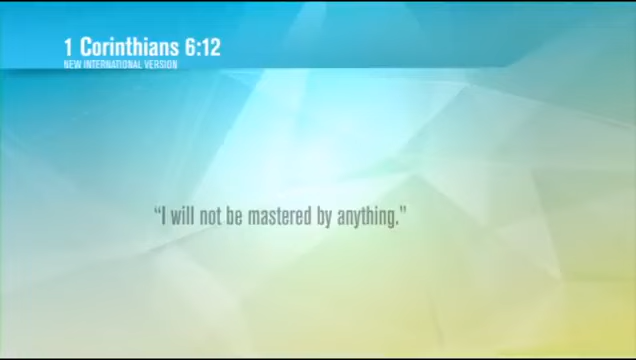 1 Corinthians 6:12
NEW INTERNATIONAL VERSION
“I will not be mastered by anything.”